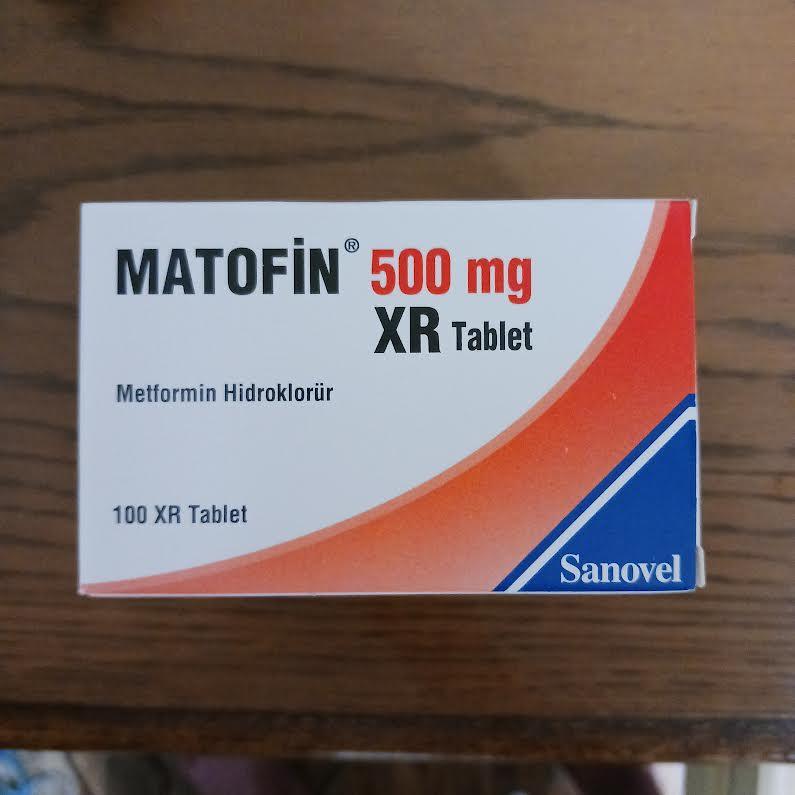 MATOFİN® 500 mg
XR Tablet
Metformin Hidroklorür
100 XR Tablet
Sanovel